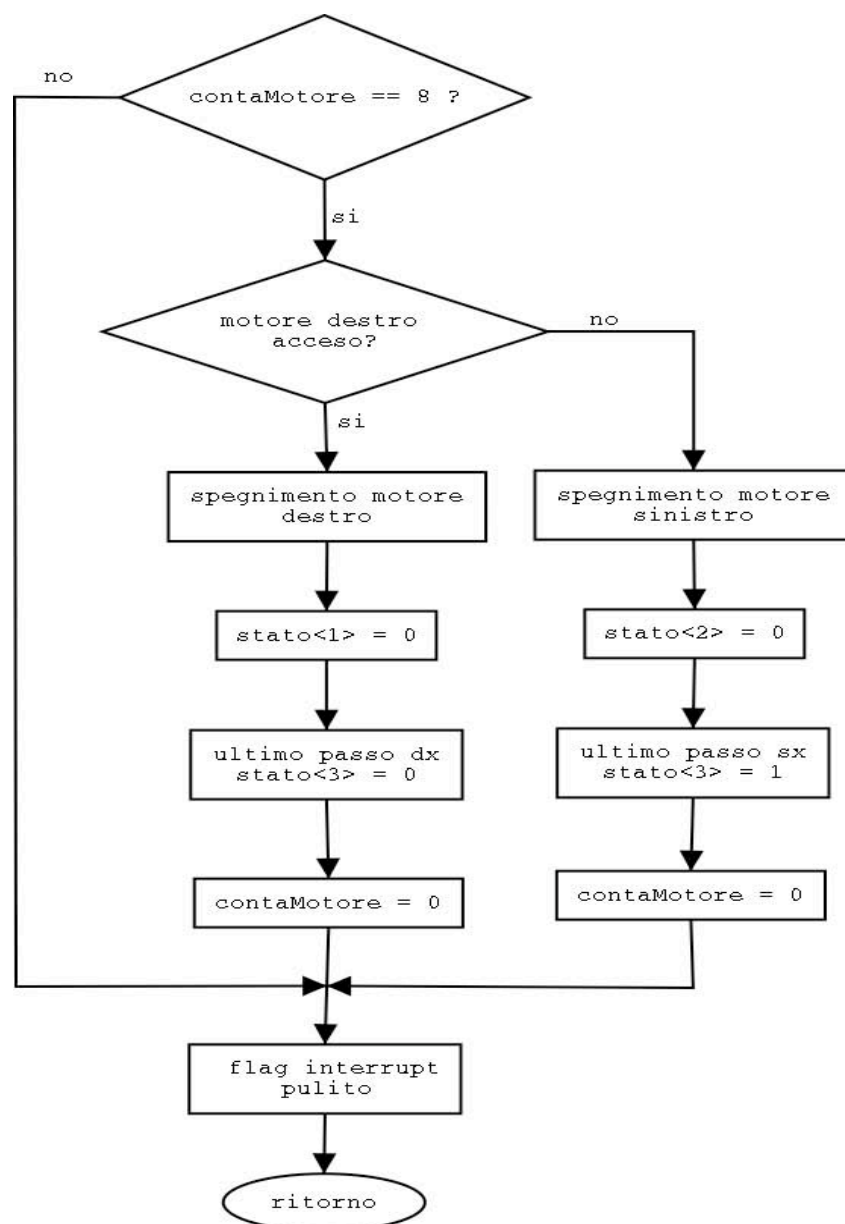 no
contaMotore == 8 ?
si
motore destro
acceso?
no
si
spegnimento motore
destro
spegnimento motore
sinistro
stato<1> = 0
stato<2> = 0
ultimo passo dx
stato<3> = 0
ultimo passo sx
stato<3> = 1
contaMotore = 0
contaMotore = 0
flag interrupt
pulito
ritorno